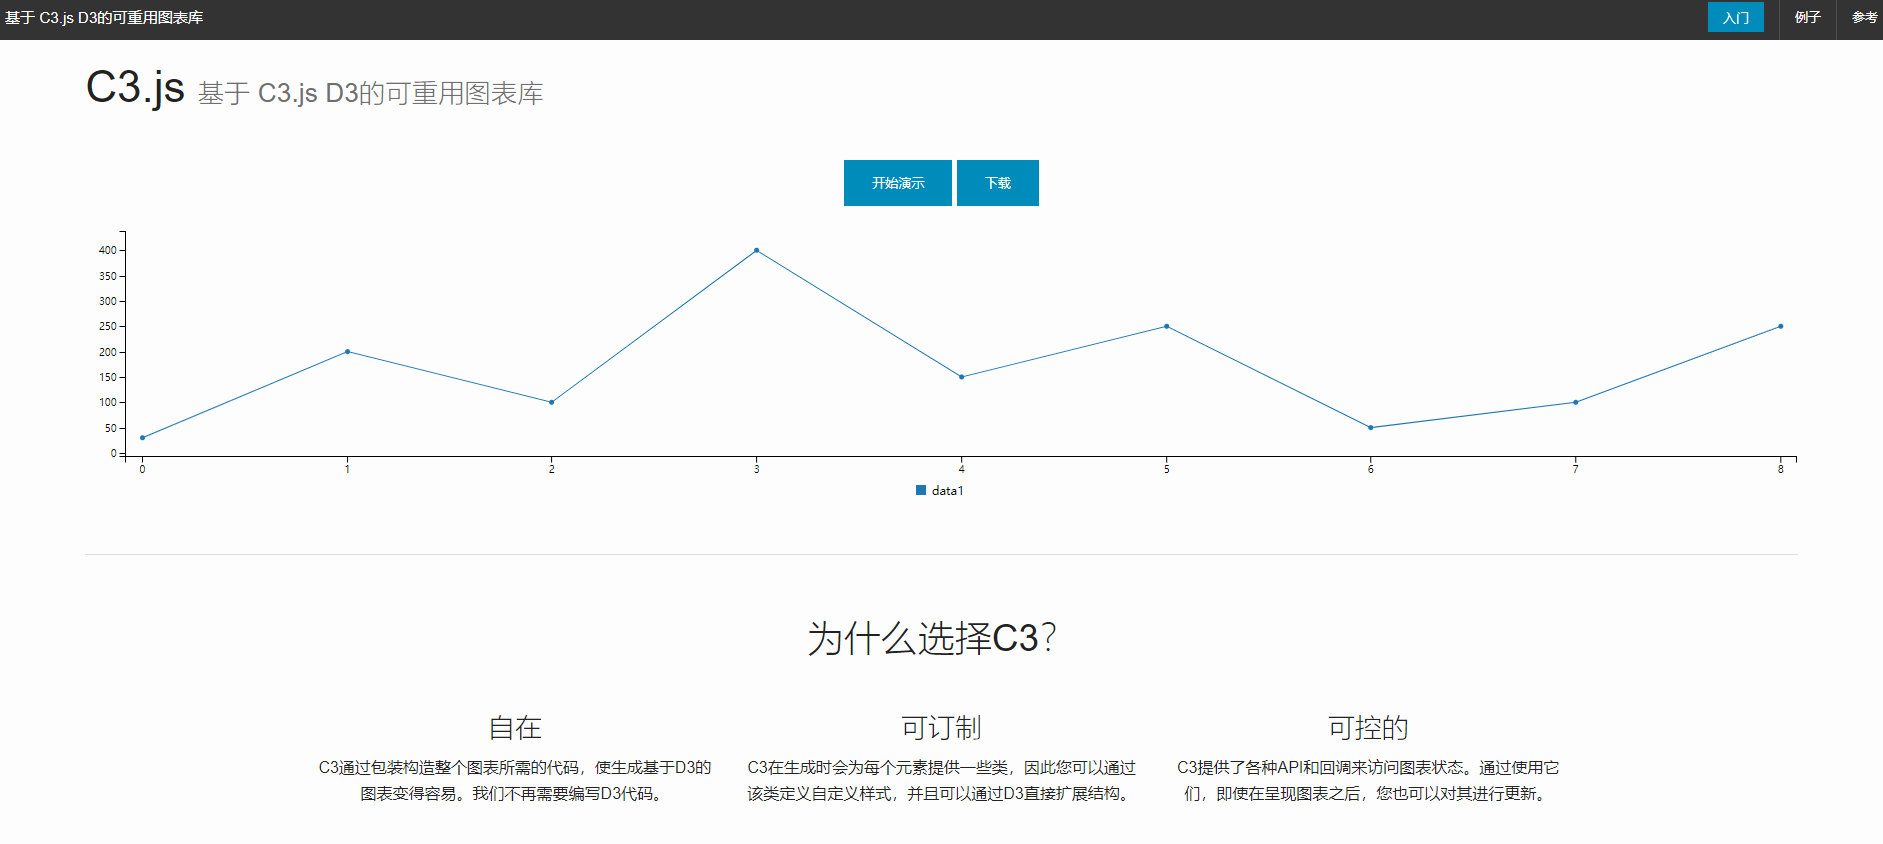 基于 C3.js D3的可重用图表库
入门 例子 参考
C3.js 基于 C3.js D3的可重用图表库
开始演示 下载
400
350
300
250
200
150
100
50
0
0 1 2 3 4 5 6 7 8
data1
为什么选择C3？
自在
C3通过包装构造整个图表所需的代码，使生成基于D3的
图表变得容易。我们不再需要编写D3代码。
可订制
C3在生成时会为每个元素提供一些类，因此您可以通过
该类定义自定义样式，并且可以通过D3直接扩展结构。
可控的
C3提供了各种API和回调来访问图表状态。通过使用它
们，即使在呈现图表之后，您也可以对其进行更新。